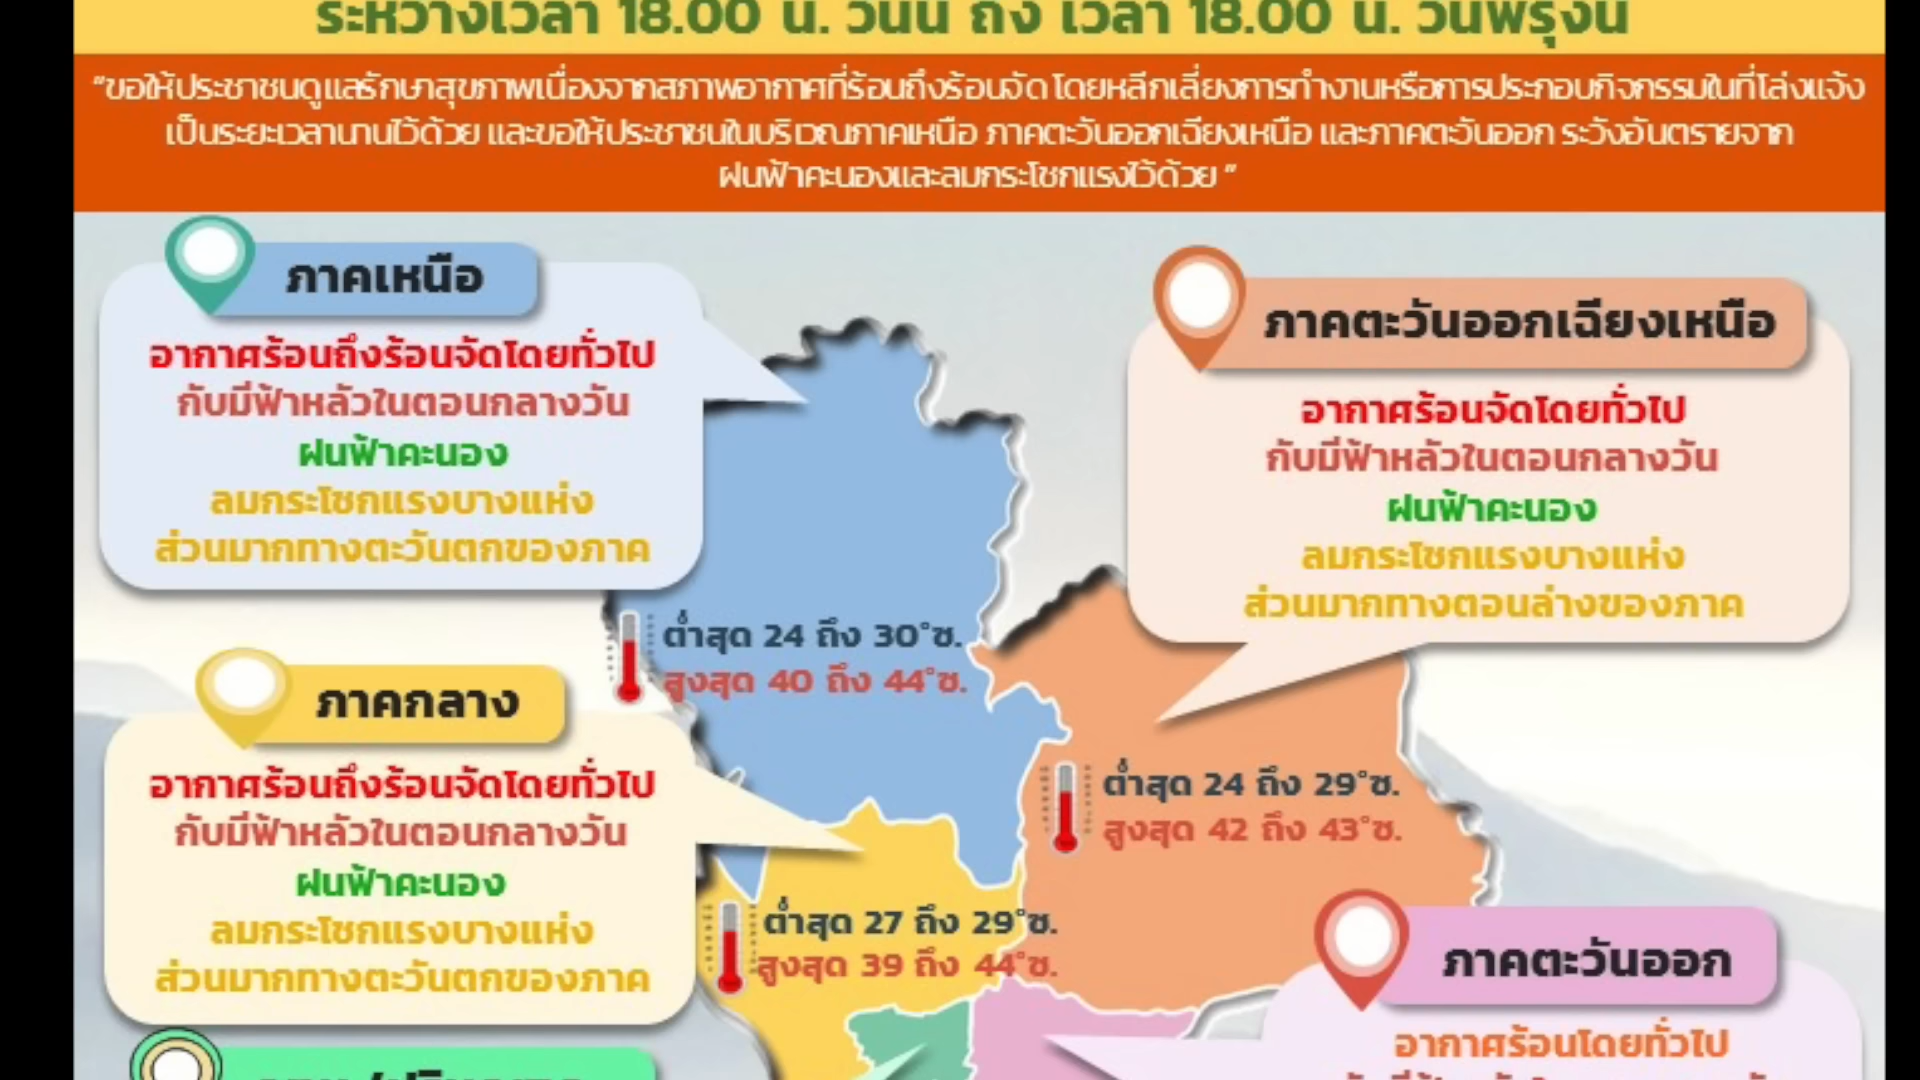 ระหว่างเวลา 18.00 น. วันนี้ ถึง เวลา 18.00 น. วันพรุ่งนี้
"ขอให้ประชาชนดูแลรักษาสุขภาพเนื่องจากสภาพอากาศที่ร้อนถึงร้อนจัด โดยหลีกเลี่ยงการทำงานหรือการประกอบกิจกรรมในที่โล่งแจ้ง
เป็นระยะเวลานานไว้ด้วย และขอให้ประชาชนในบริเวณภาคเหนือ ภาคตะวันออกเฉียงเหนือ และภาคตะวันออก ระวังอันตรายจาก
ฝนฟ้าคะนองและลมกระโชกแรงไว้ด้วย "
ภาคเหนือ
อากาศร้อนถึงร้อนจัดโดยทั่วไป
กับมีฟ้าหลัวในตอนกลางวัน
ฝนฟ้าคะนอง
ลมกระโชกแรงบางแห่ง
ส่วนมากทางตะวันตกของภาค
ต่ำสุด 24 ถึง 30°ซ.
สูงสุด 40 ถึง 44°ซ.
ภาคตะวันออกเฉียงเหนือ
อากาศร้อนจัดโดยทั่วไป
กับมีฟ้าหลัวในตอนกลางวัน
ฝนฟ้าคะนอง
ลมกระโชกแรงบางแห่ง
ส่วนมากทางตอนล่างของภาค
ต่ำสุด 24 ถึง 29°ซ.
สูงสุด 42 ถึง 43°ซ.
ภาคกลาง
อากาศร้อนถึงร้อนจัดโดยทั่วไป
กับมีฟ้าหลัวในตอนกลางวัน
ฝนฟ้าคะนอง
ลมกระโชกแรงบางแห่ง
ส่วนมากทางตะวันตกของภาค
ต่ำสุด 27 ถึง 29°ซ.
สูงสุด 39 ถึง 44°ซ.
ภาคตะวันออก
อากาศร้อนโดยทั่วไป